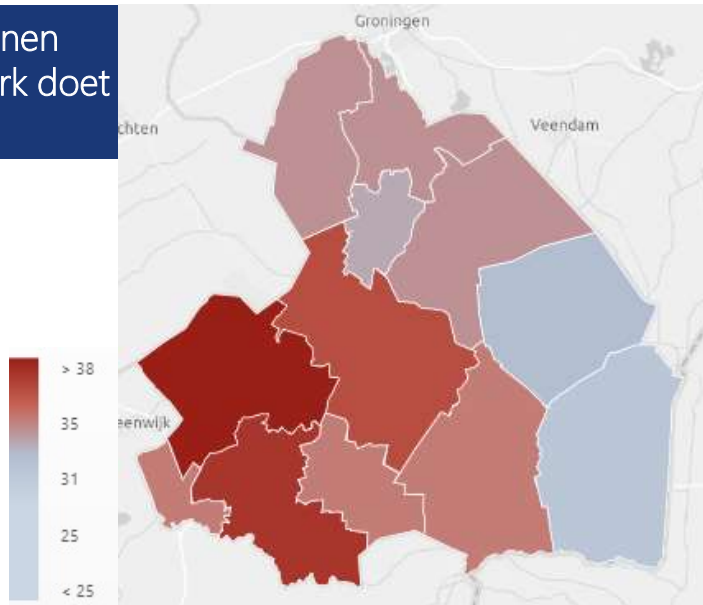 nen
rk doet
Groningen
chten
Veendam
eenwijk
> 38
35
31
25
< 25